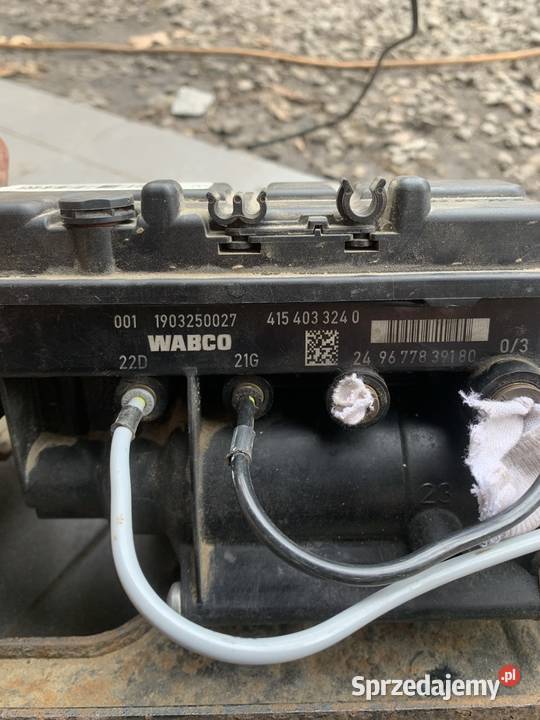 001 1903250027 415 403 324 0
WABCO
22D 21G 24 96 778 391 80 0/3
23
Sprzedajemy.pl